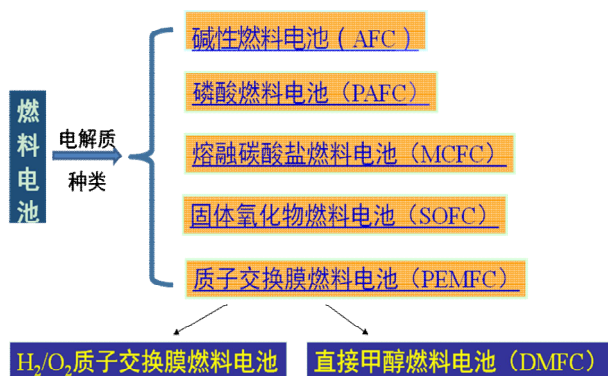 碱性燃料电池（AFC）
磷酸燃料电池（PAFC）
燃料电池
电解质
种类
熔融碳酸盐燃料电池（MCFC）
固体氧化物燃料电池（SOFC）
质子交换膜燃料电池（PEMFC）
H₂/O₂质子交换膜燃料电池
直接甲醇燃料电池（DMFC）